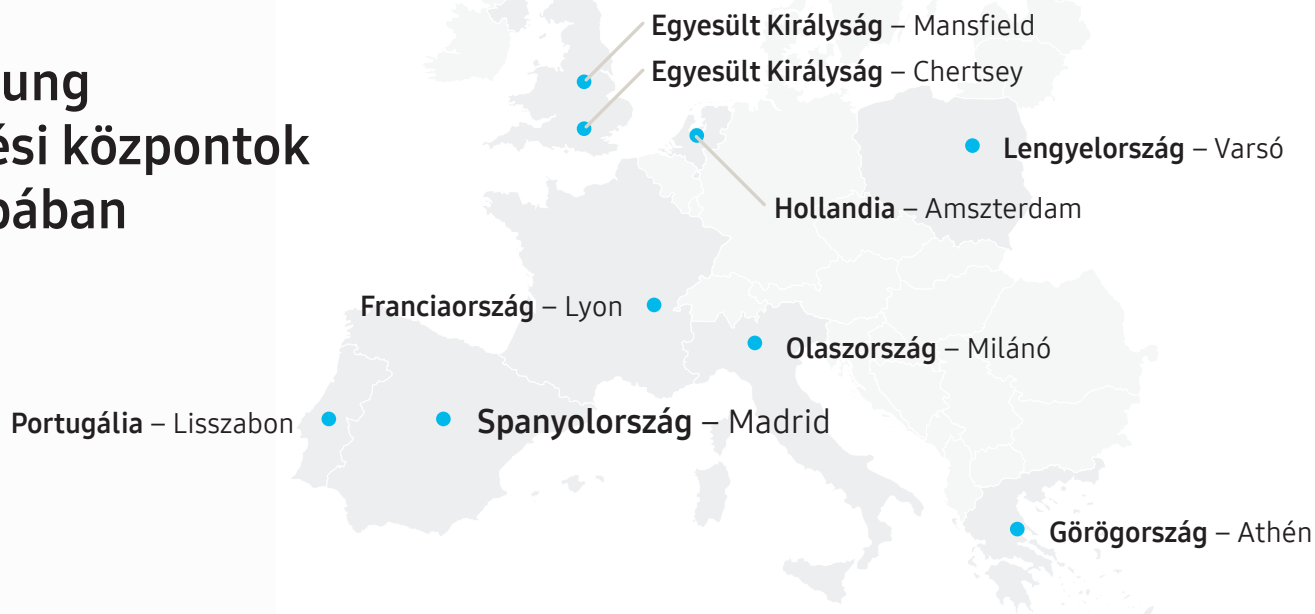 ung
ési központok
pában
Egyesült Királyság – Mansfield
Egyesült Királyság – Chertsey
Lengyelország – Varsó
Hollandia – Amszterdam
Franciaország – Lyon
Olaszország – Milánó
Portugália – Lisszabon
Spanyolország – Madrid
Görögország – Athén